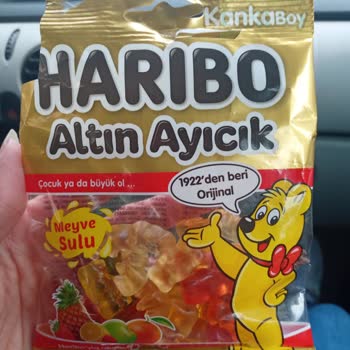 KankaBoy
HARIBO
Altın Ayıcık
Çocuk ya da büyük ol ...
1922'den beri
Orijinal
Meyve
Sulu